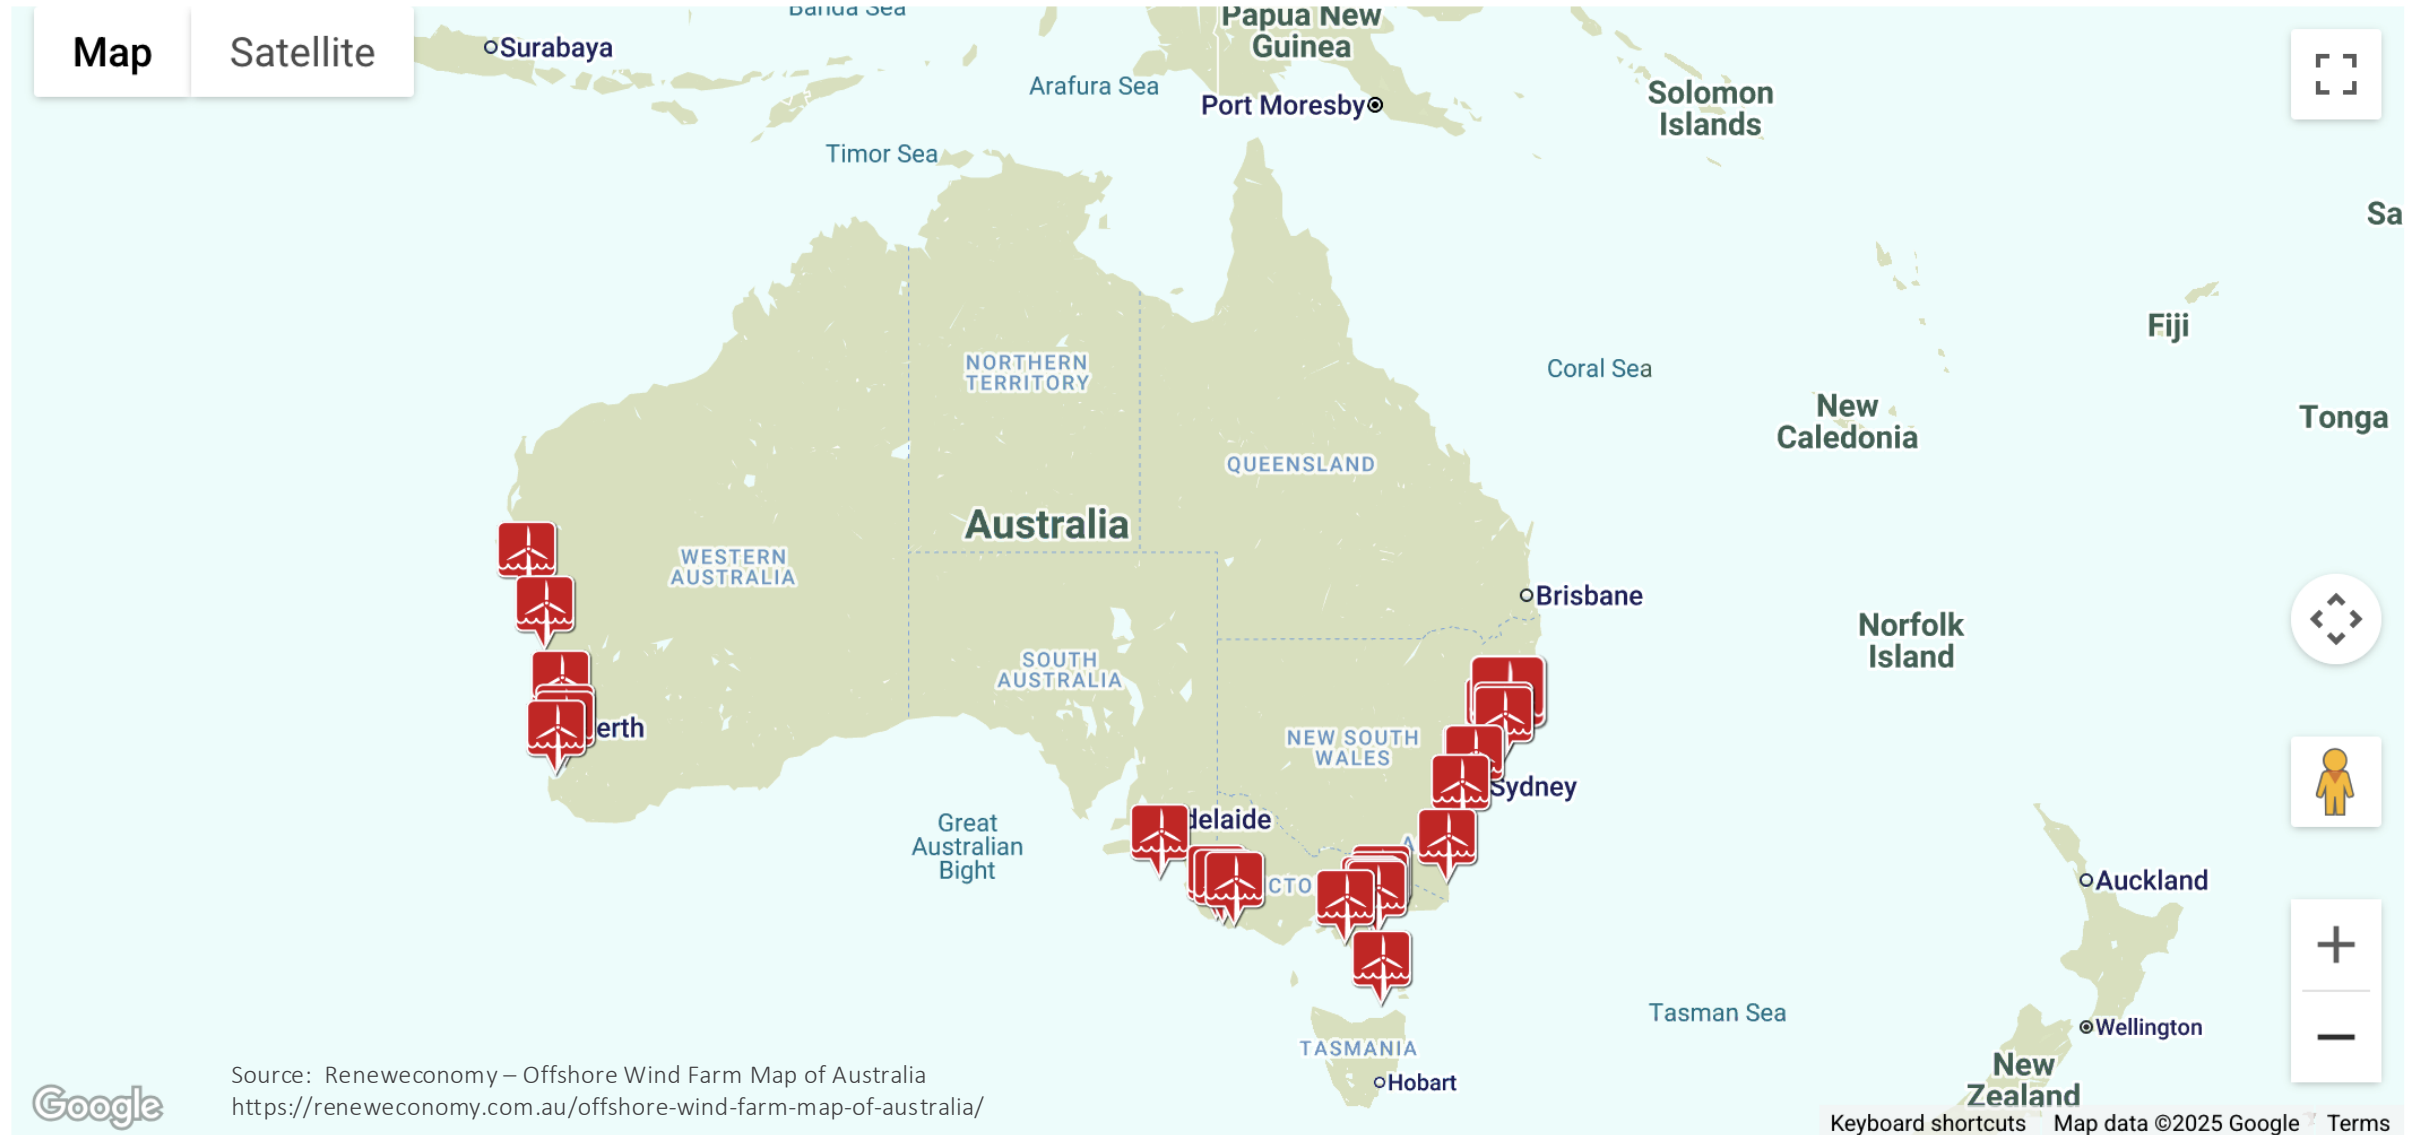 Banda Sea
Map
Satellite
Surabaya
Papua New
Guinea
Arafura Sea
Port Moresby
Solomon
Islands
Timor Sea
Sa
Fiji
NORTHERN
TERRITORY
Coral Sea
New
Caledonia
Tonga
QUEENSLAND
Australia
WESTERN
AUSTRALIA
Brisbane
Norfolk
Island
SOUTH
AUSTRALIA
erth
NEW SOUTH
WALES
Sydney
delaide
Great
Australian
Bight
A
CTO
Auckland
Tasman Sea
Wellington
TASMANIA
Hobart
New
Zealand
Source: Reneweconomy – Offshore Wind Farm Map of Australia
https://reneweconomy.com.au/offshore-wind-farm-map-of-australia/
Google
Keyboard shortcuts
Map data ©2025 Google
Terms